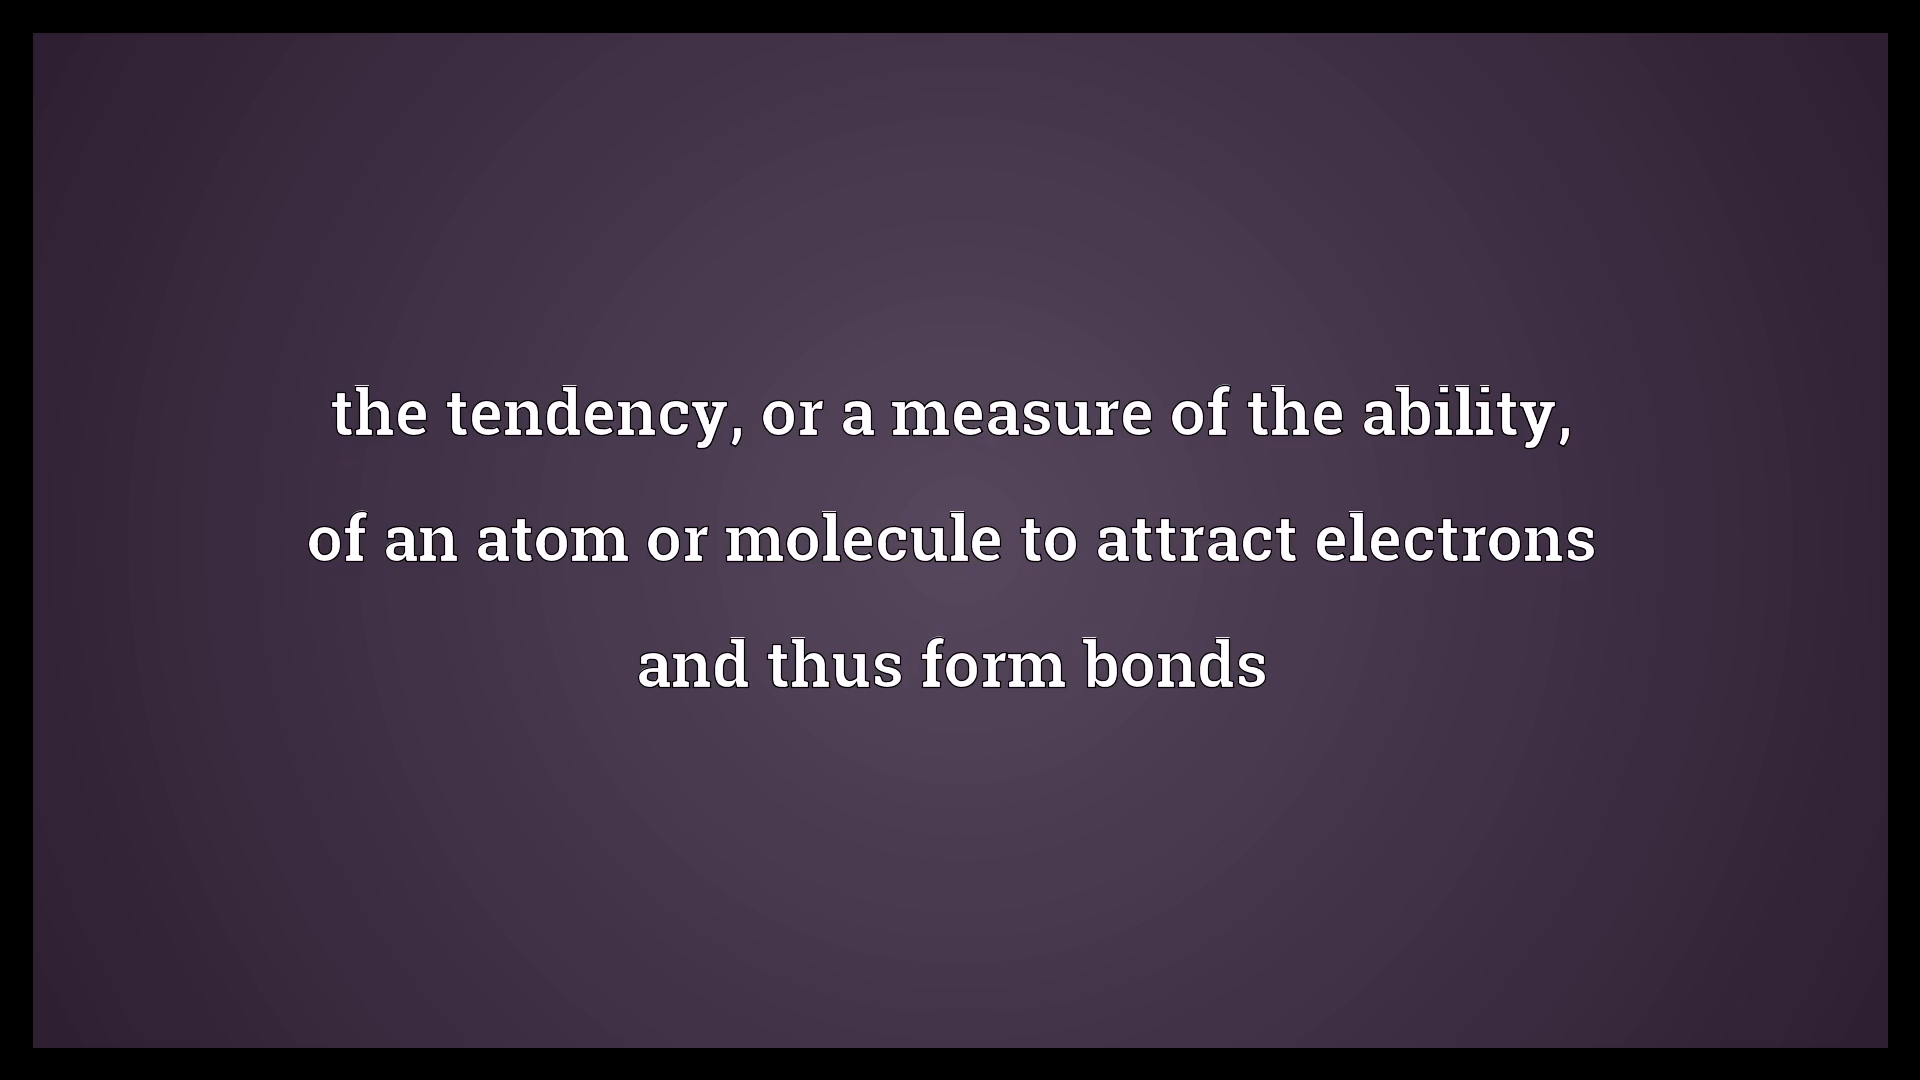 the tendency, or a measure of the ability,
of an atom or molecule to attract electrons
and thus form bonds